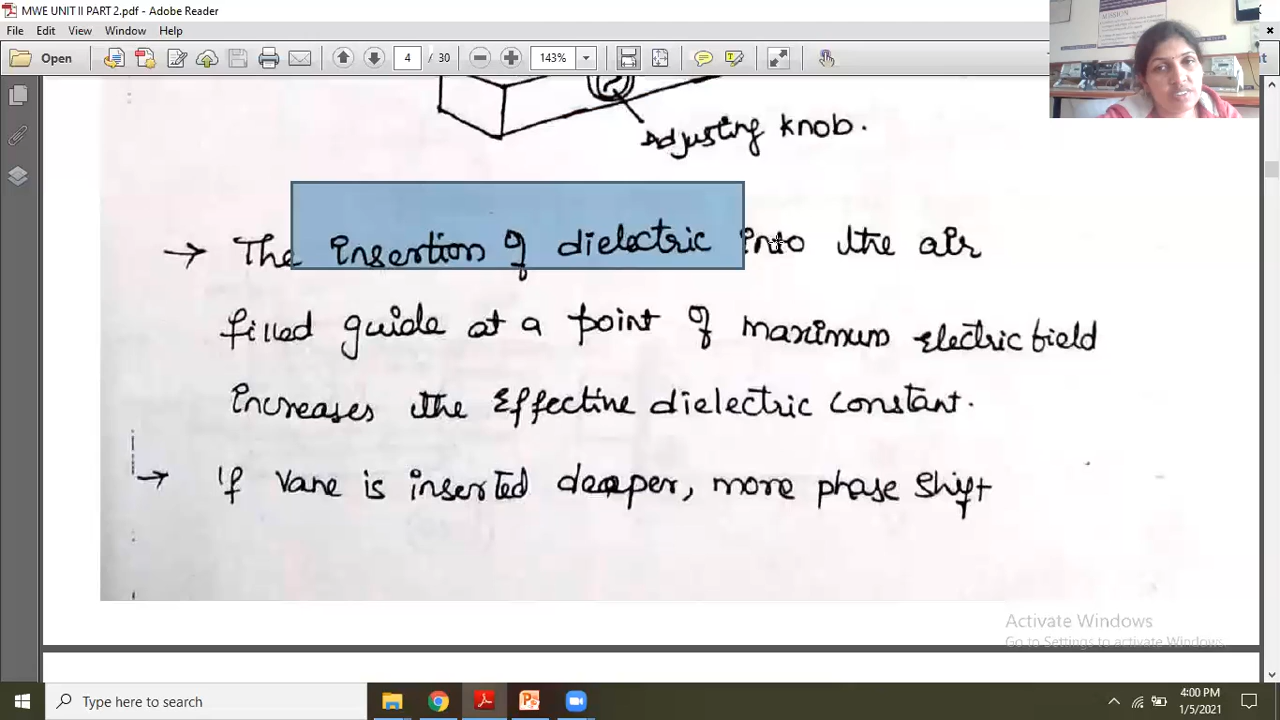 MWE UNIT II PART 2.pdf - Adobe Reader
File Edit View Window Help
Open 4 / 30 143%
MISSION
Adjusting knob.
→ The insertion of dielectric into the air
filled guide at a point of maximum electric field
increases the effective dielectric constant.
→ If vane is inserted deeper, more phase shift
Activate Windows
Go to Settings to activate Windows.
Type here to search
4:00 PM
1/5/2021